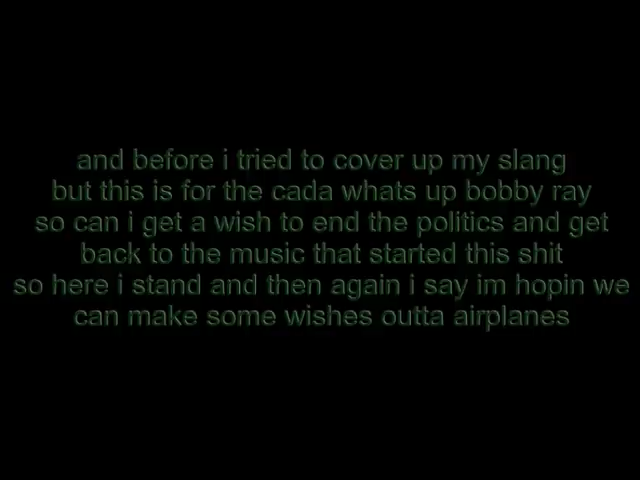 and before i tried to cover up my slang
but this is for the cada whats up bobby ray
so can i get a wish to end the politics and get
back to the music that started this shit
so here i stand and then again i say im hopin we
can make some wishes outta airplanes